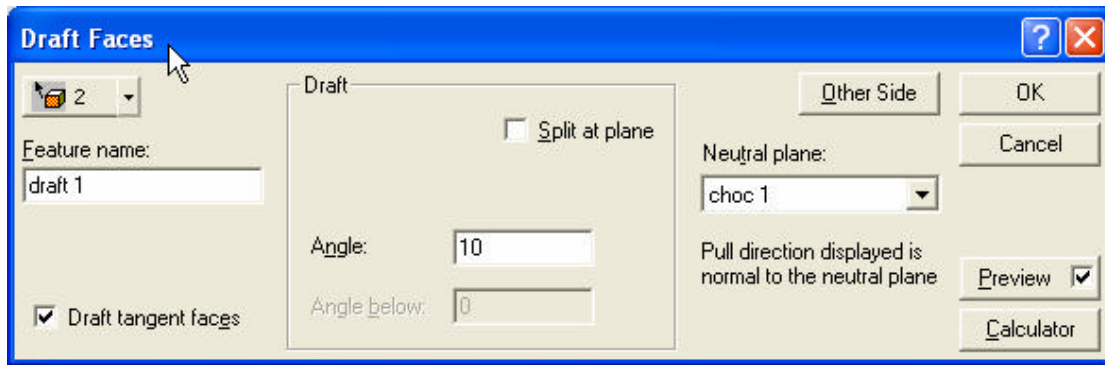 Draft Faces
2
Feature name:
draft 1
Draft tangent faces
Draft
Split at plane
Angle:
10
Angle below:
0
Other Side
Neutral plane:
choc 1
Pull direction displayed is
normal to the neutral plane
OK
Cancel
Preview
Calculator